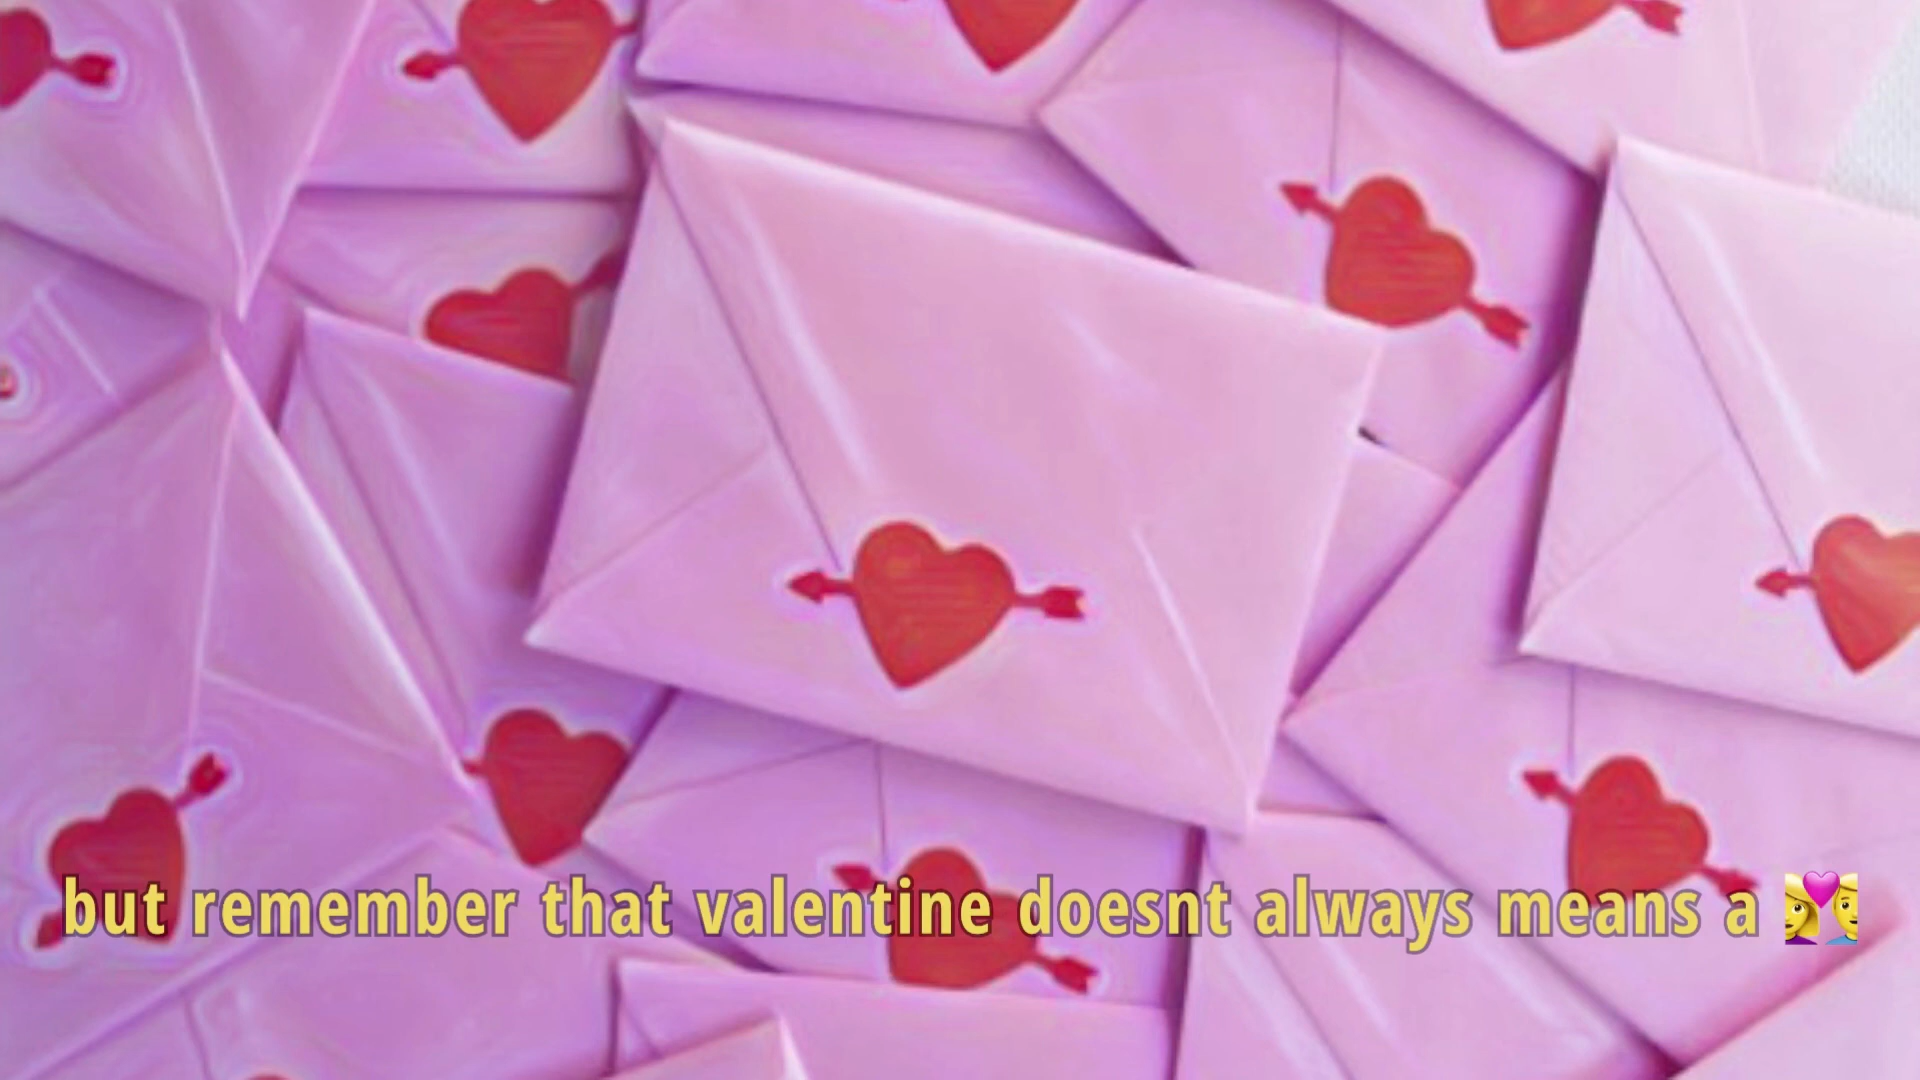 but remember that valentine doesnt always means a 👩‍❤️‍👨